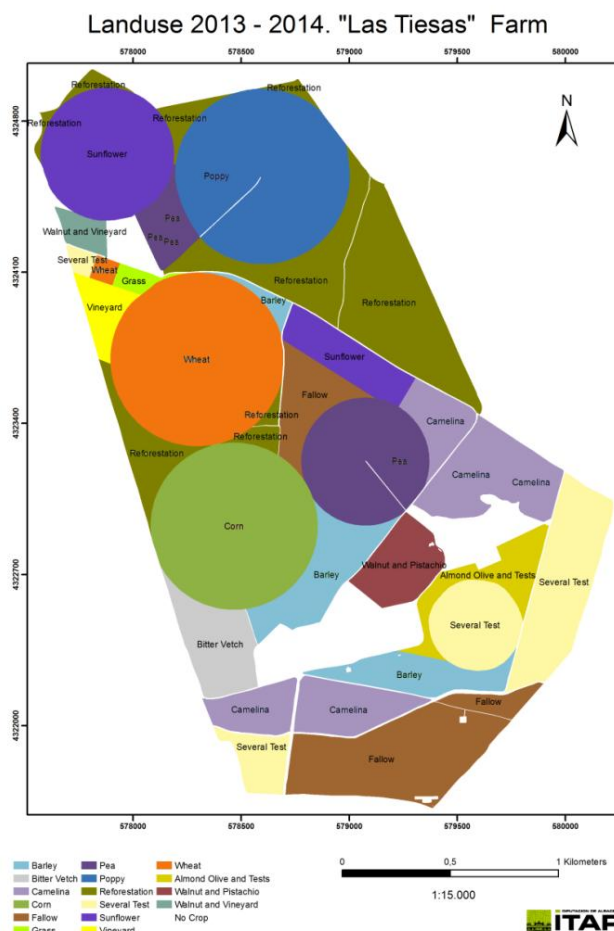 Landuse 2013 - 2014. "Las Tiesas" Farm
578000 578500 579000 579500 580000
Reforestation
Reforestation
Reforestation
Reforestation
N
4324800
Sunflower
Poppy
Pea
Pea
Pea
Walnut and Vineyard
Several Test
Wheat
Grass
4324100
Reforestation
Reforestation
Barley
Vineyard
Wheat
Sunflower
Fallow
Reforestation
Camelina
4323400
Reforestation
Reforestation
Pea
Camelina
Camelina
Corn
Barley
Walnut and Pistachio
Almond Olive and Tests
Several Test
4322700
Several Test
Bitter Vetch
Barley
Fallow
Camelina
Camelina
4322000
Several Test
Fallow
578000 578500 579000 579500 580000
Barley
Bitter Vetch
Camelina
Corn
Fallow
Grass
Pea
Poppy
Reforestation
Several Test
Sunflower
Vineyard
Wheat
Almond Olive and Tests
Walnut and Pistachio
Walnut and Vineyard
No Crop
0 0,5 1 Kilometers
1:15.000
ITAP